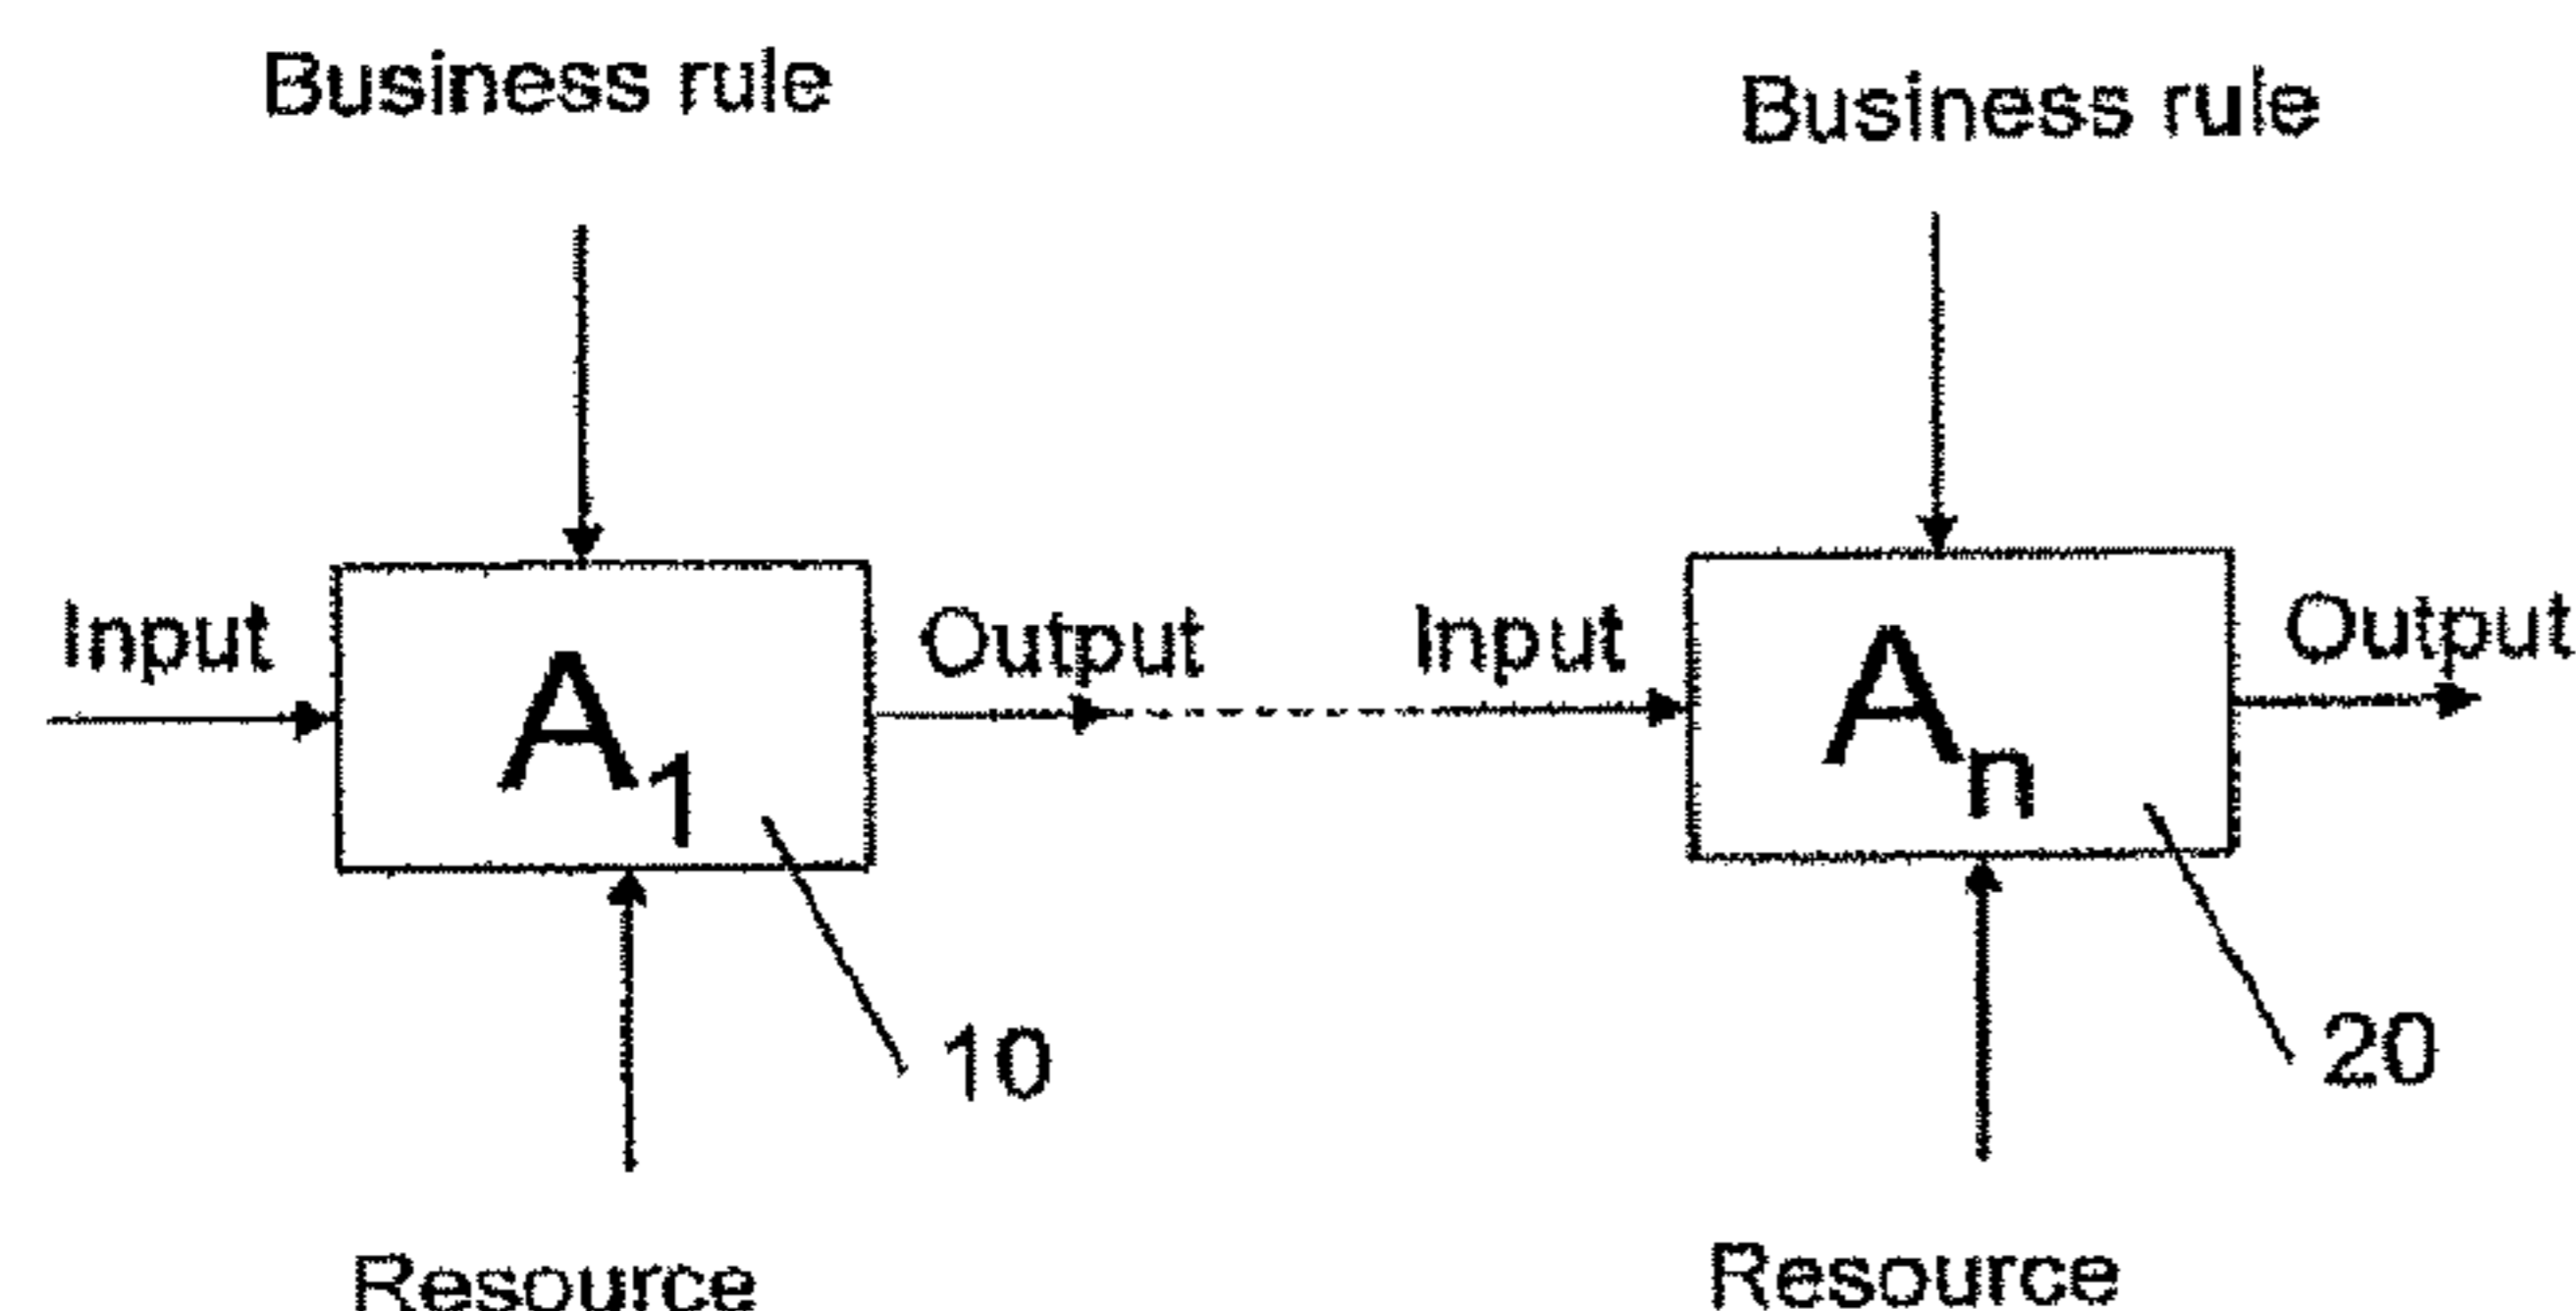 Business rule
Business rule
Input
Output
Input
Output
A1
An
10
20
Resource
Resource